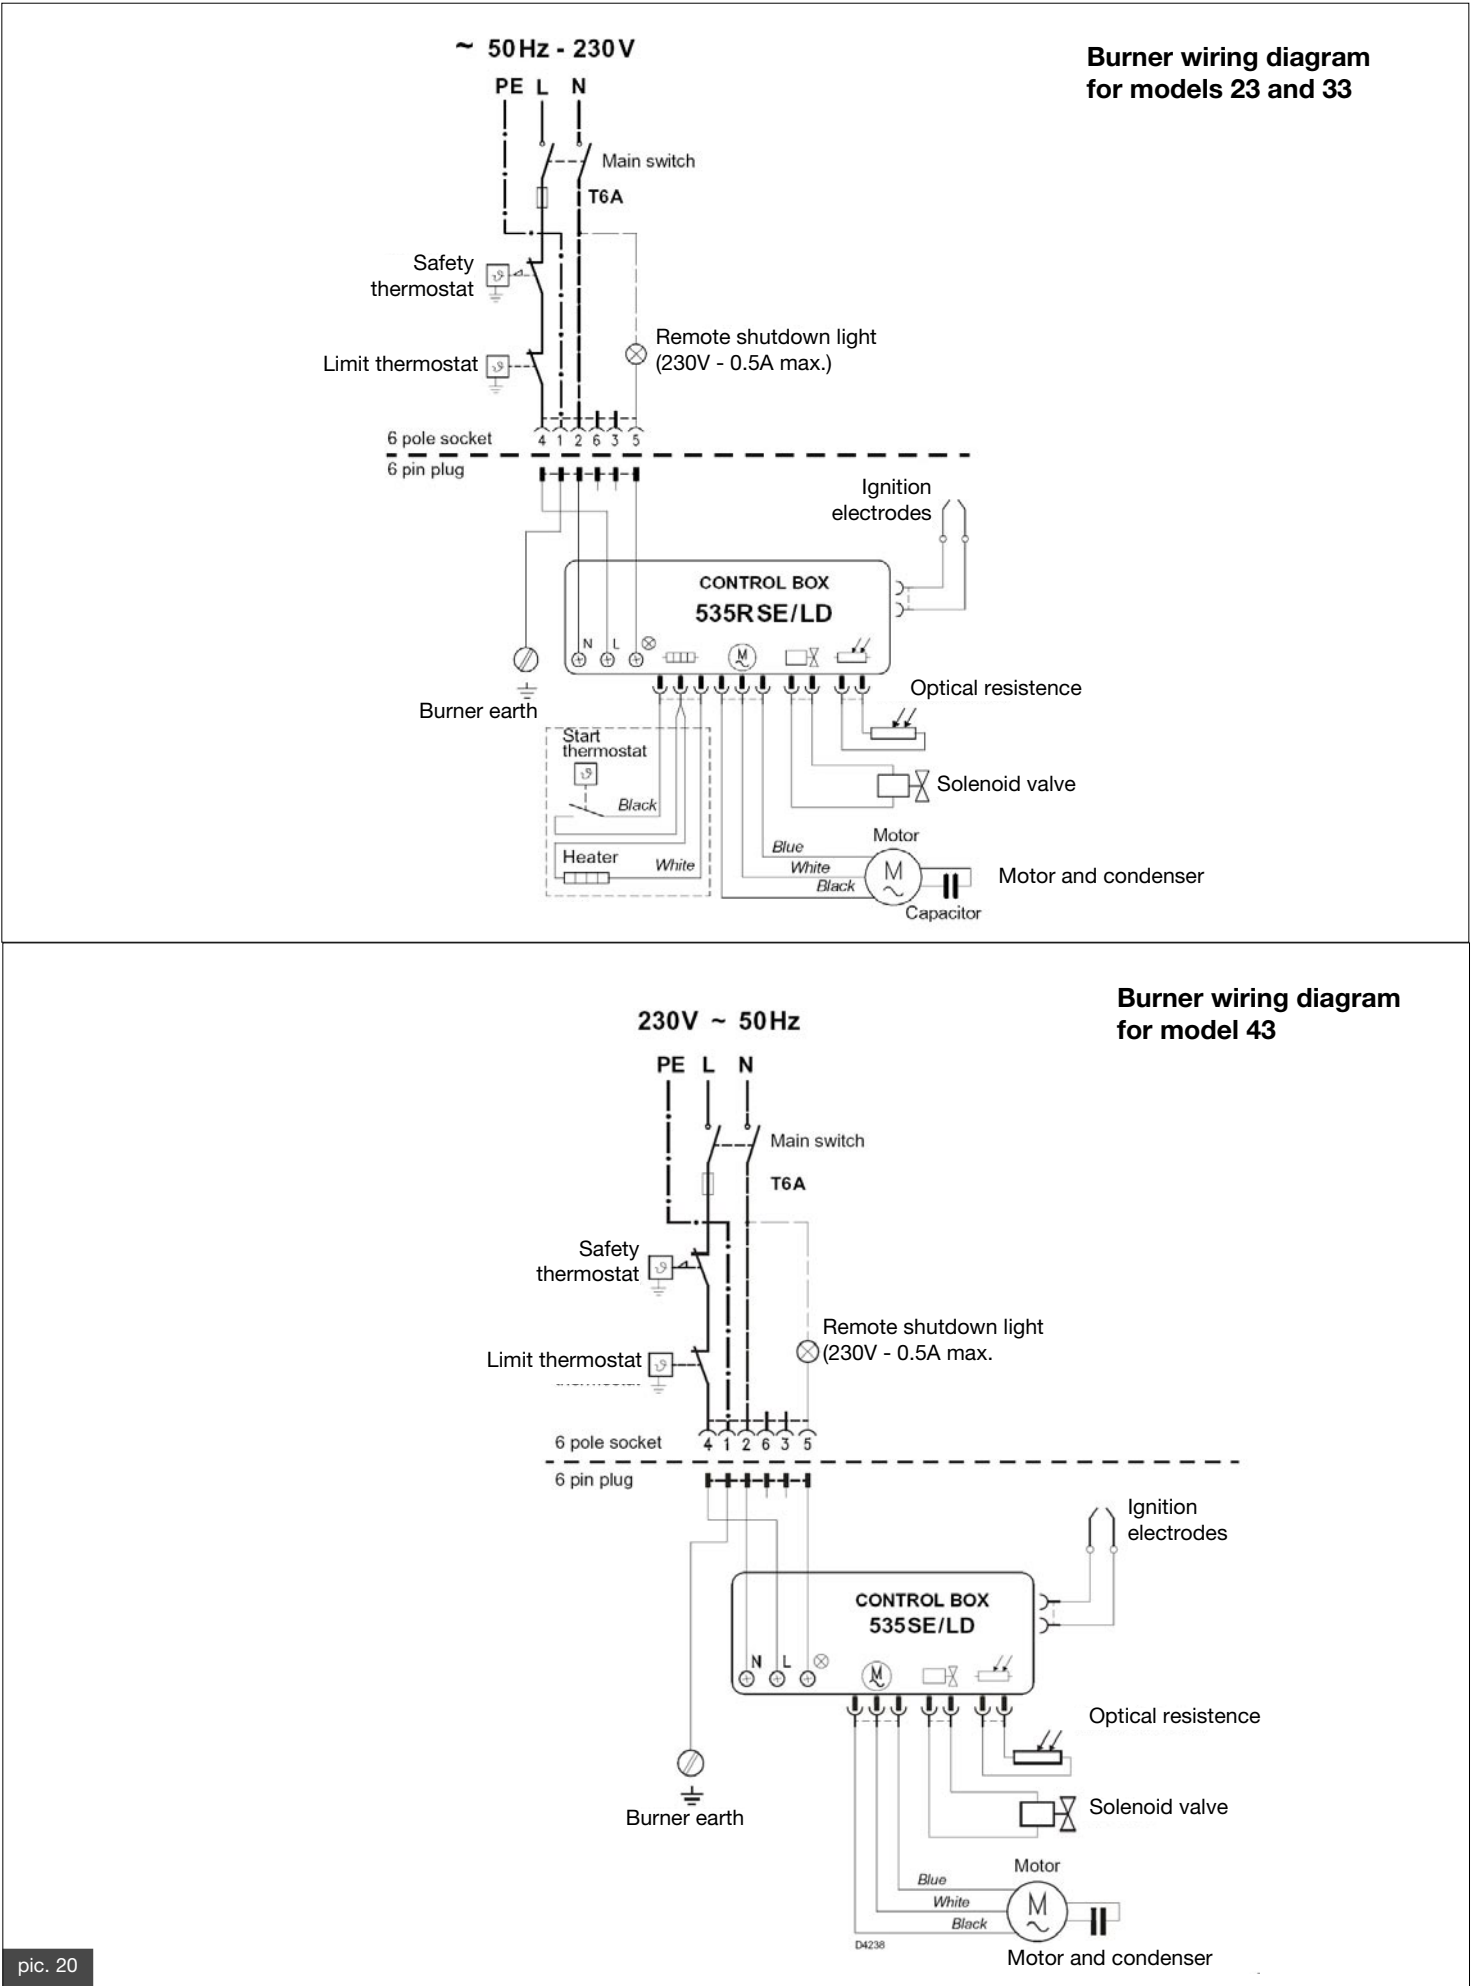 ~ 50Hz - 230V
Burner wiring diagram
for models 23 and 33
PE L N
Main switch
T6A
Safety
thermostat
Remote shutdown light
(230V - 0.5A max.)
Limit thermostat
6 pole socket
4 1 2 6 3 5
6 pin plug
Ignition
electrodes
CONTROL BOX
535RSE/LD
N L
M
Optical resistence
Burner earth
Start
thermostat
Black
Solenoid valve
Heater
White
Blue
White
Black
Motor
M
Motor and condenser
Capacitor
230V ~ 50Hz
Burner wiring diagram
for model 43
PE L N
Main switch
T6A
Safety
thermostat
Remote shutdown light
(230V - 0.5A max.
Limit thermostat
6 pole socket
4 1 2 6 3 5
6 pin plug
Ignition
electrodes
CONTROL BOX
535SE/LD
N L
M
Optical resistence
Burner earth
Solenoid valve
Blue
White
Black
Motor
M
D4238
Motor and condenser
pic. 20